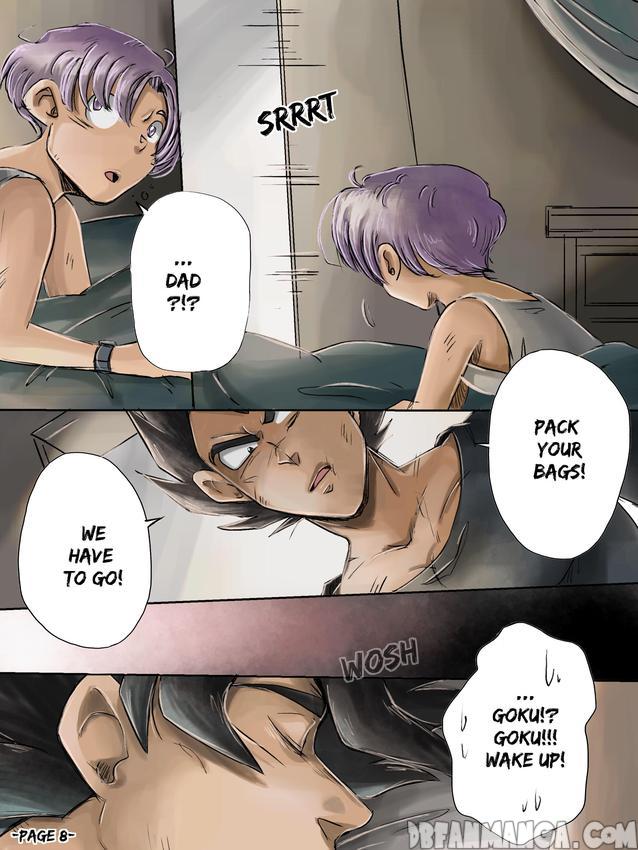 SRRRT
...
DAD
?!?
PACK
YOUR
BAGS!
WE
HAVE
TO GO!
WOSH
...
GOKU!?
GOKU!!!
WAKE UP!
-PAGE 8-
DBFANMANGA.COM